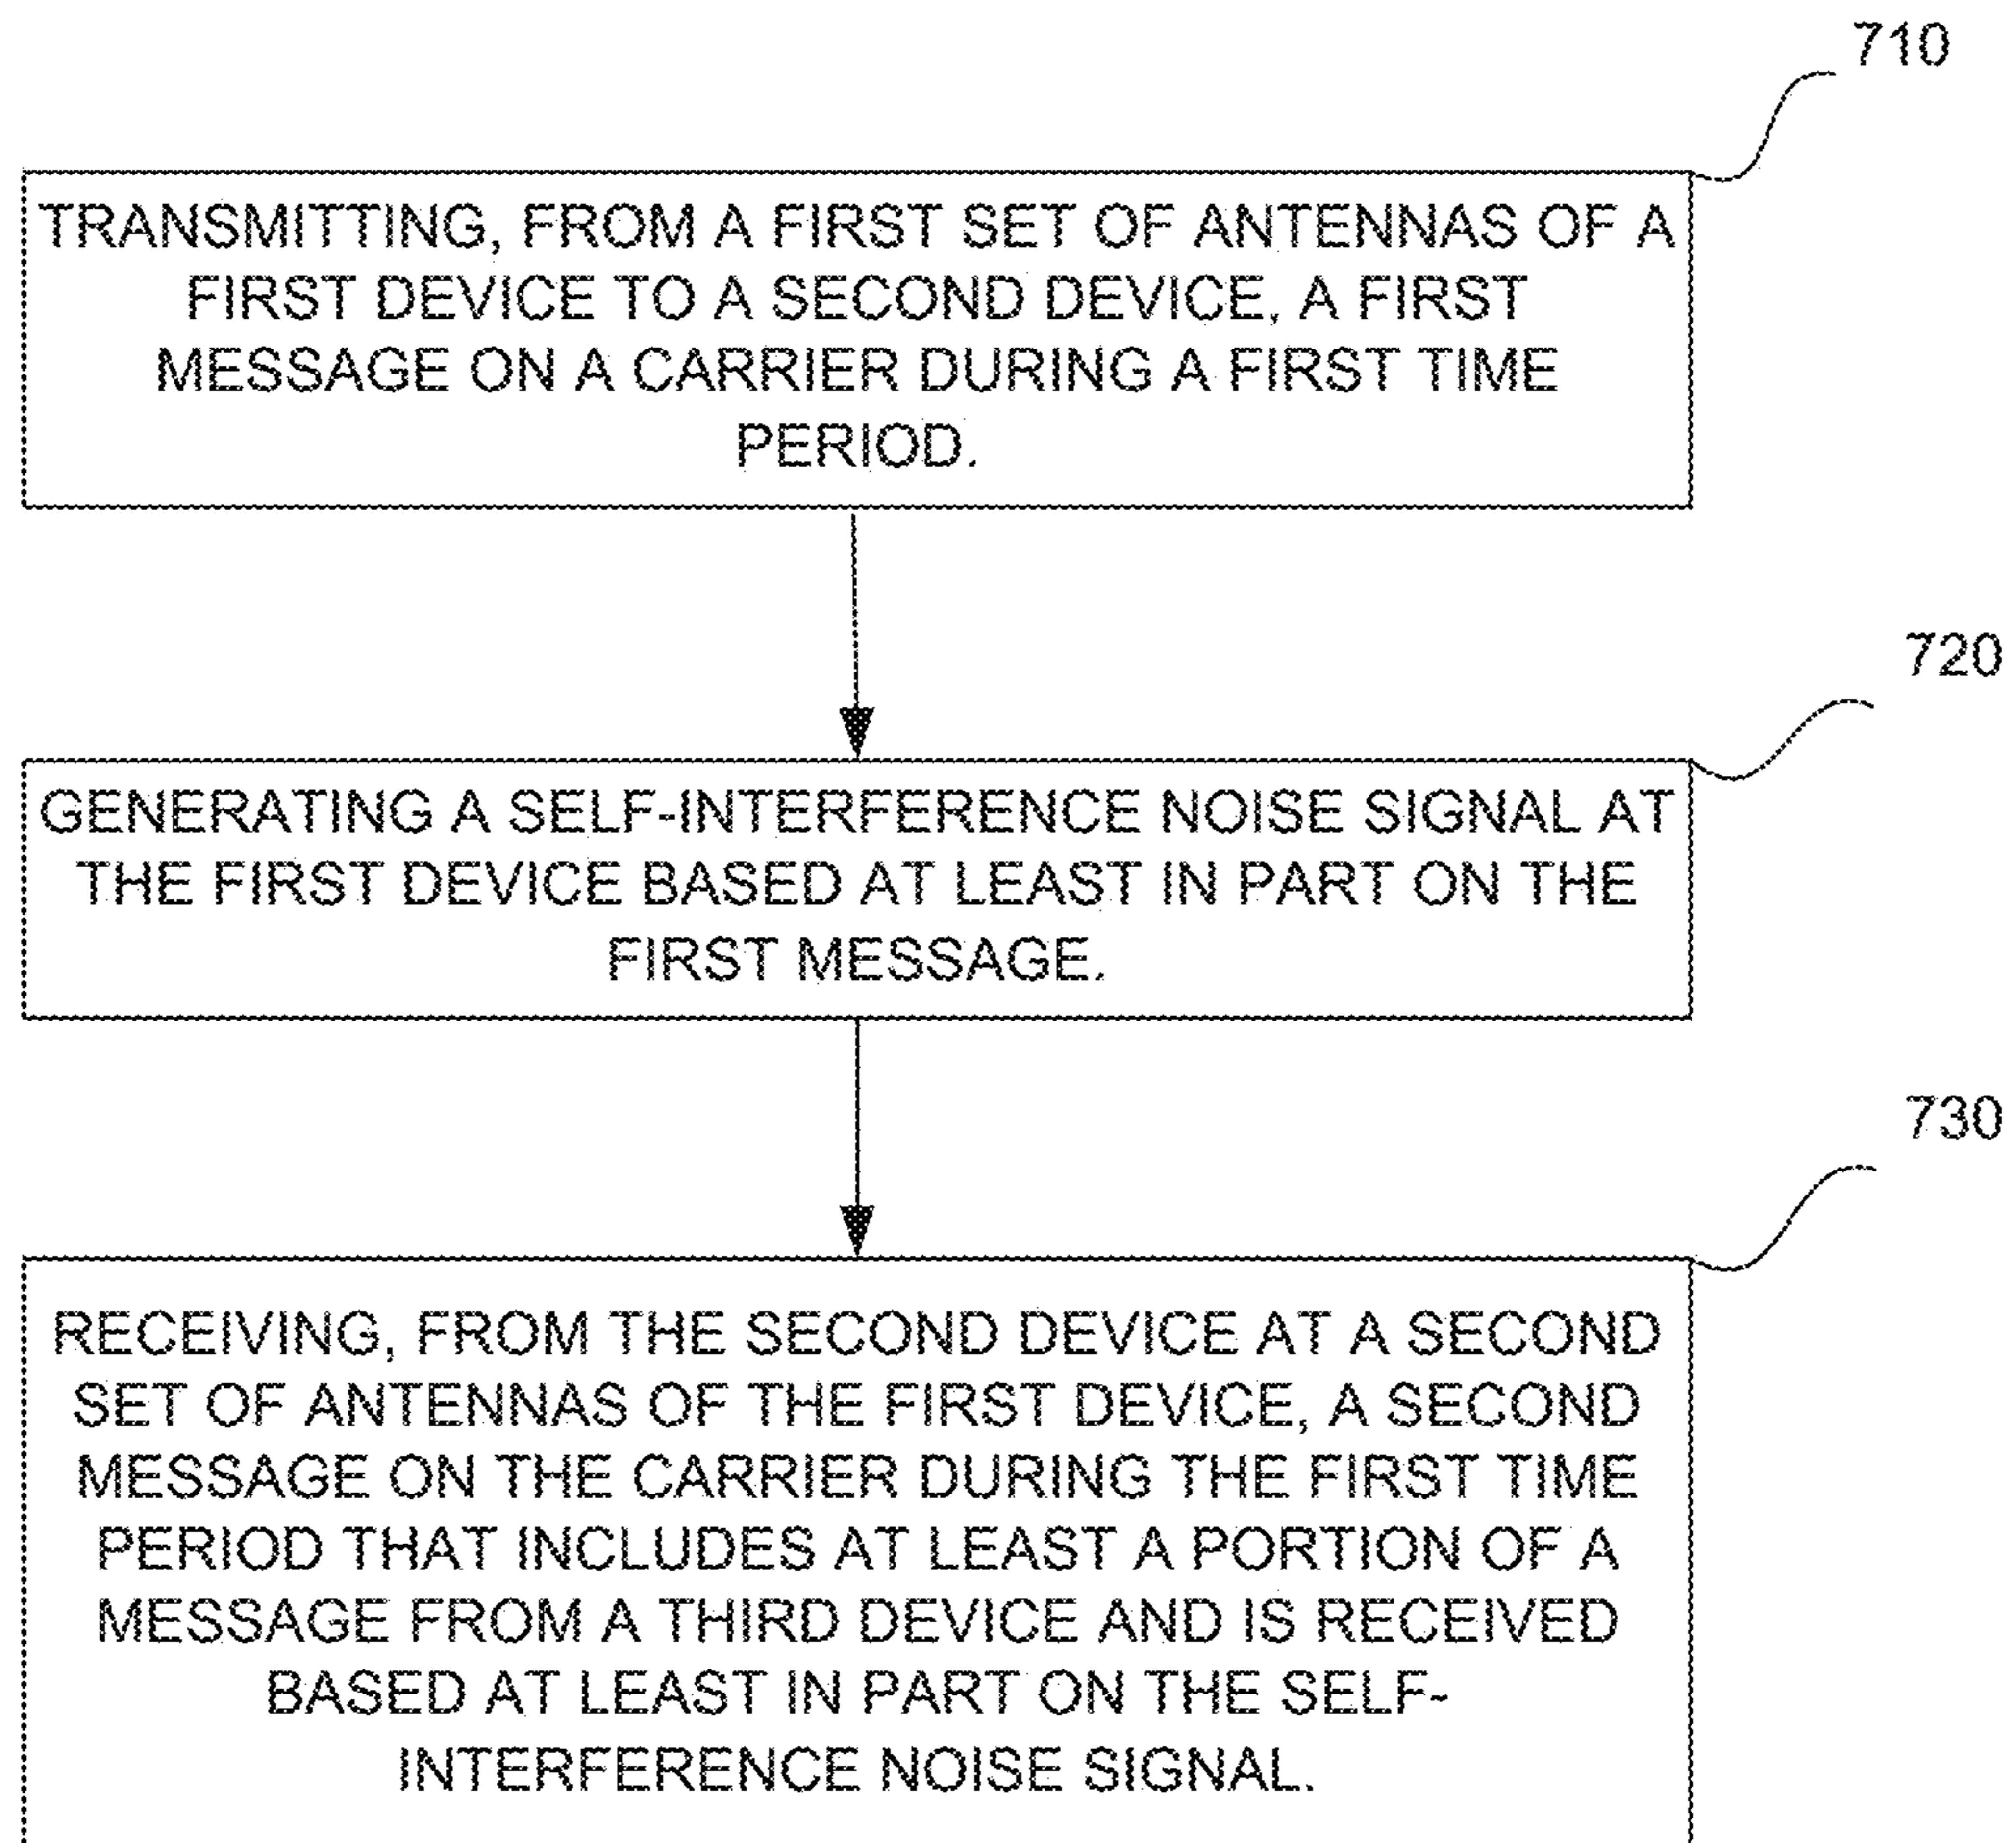 710
TRANSMITTING, FROM A FIRST SET OF ANTENNAS OF A
FIRST DEVICE TO A SECOND DEVICE, A FIRST
MESSAGE ON A CARRIER DURING A FIRST TIME
PERIOD.
720
GENERATING A SELF-INTERFERENCE NOISE SIGNAL AT
THE FIRST DEVICE BASED AT LEAST IN PART ON THE
FIRST MESSAGE.
730
RECEIVING, FROM THE SECOND DEVICE AT A SECOND
SET OF ANTENNAS OF THE FIRST DEVICE, A SECOND
MESSAGE ON THE CARRIER DURING THE FIRST TIME
PERIOD THAT INCLUDES AT LEAST A PORTION OF A
MESSAGE FROM A THIRD DEVICE AND IS RECEIVED
BASED AT LEAST IN PART ON THE SELF-
INTERFERENCE NOISE SIGNAL.